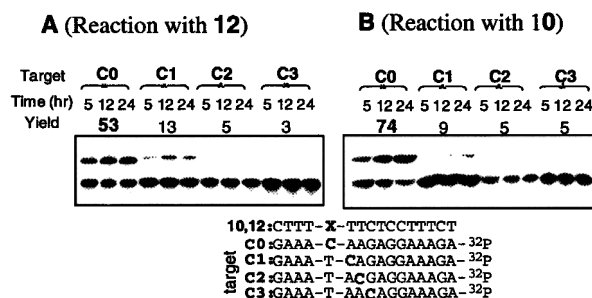 A (Reaction with 12)
B (Reaction with 10)
Target C0 C1 C2 C3
Time (hr) 5 12 24 5 12 24 5 12 24 5 12 24
Yield 53 13 5 3
C0 C1 C2 C3
5 12 24 5 12 24 5 12 24 5 12 24
74 9 5 5
10,12:CTTT-X-TTCTCCTTTCT
target
C0:GAAA-C-AAGAGGAAAGA-32P
C1:GAAA-T-CAGAGGAAAGA-32P
C2:GAAA-T-ACGAGGAAAGA-32P
C3:GAAA-T-AACAGGAAAGA-32P